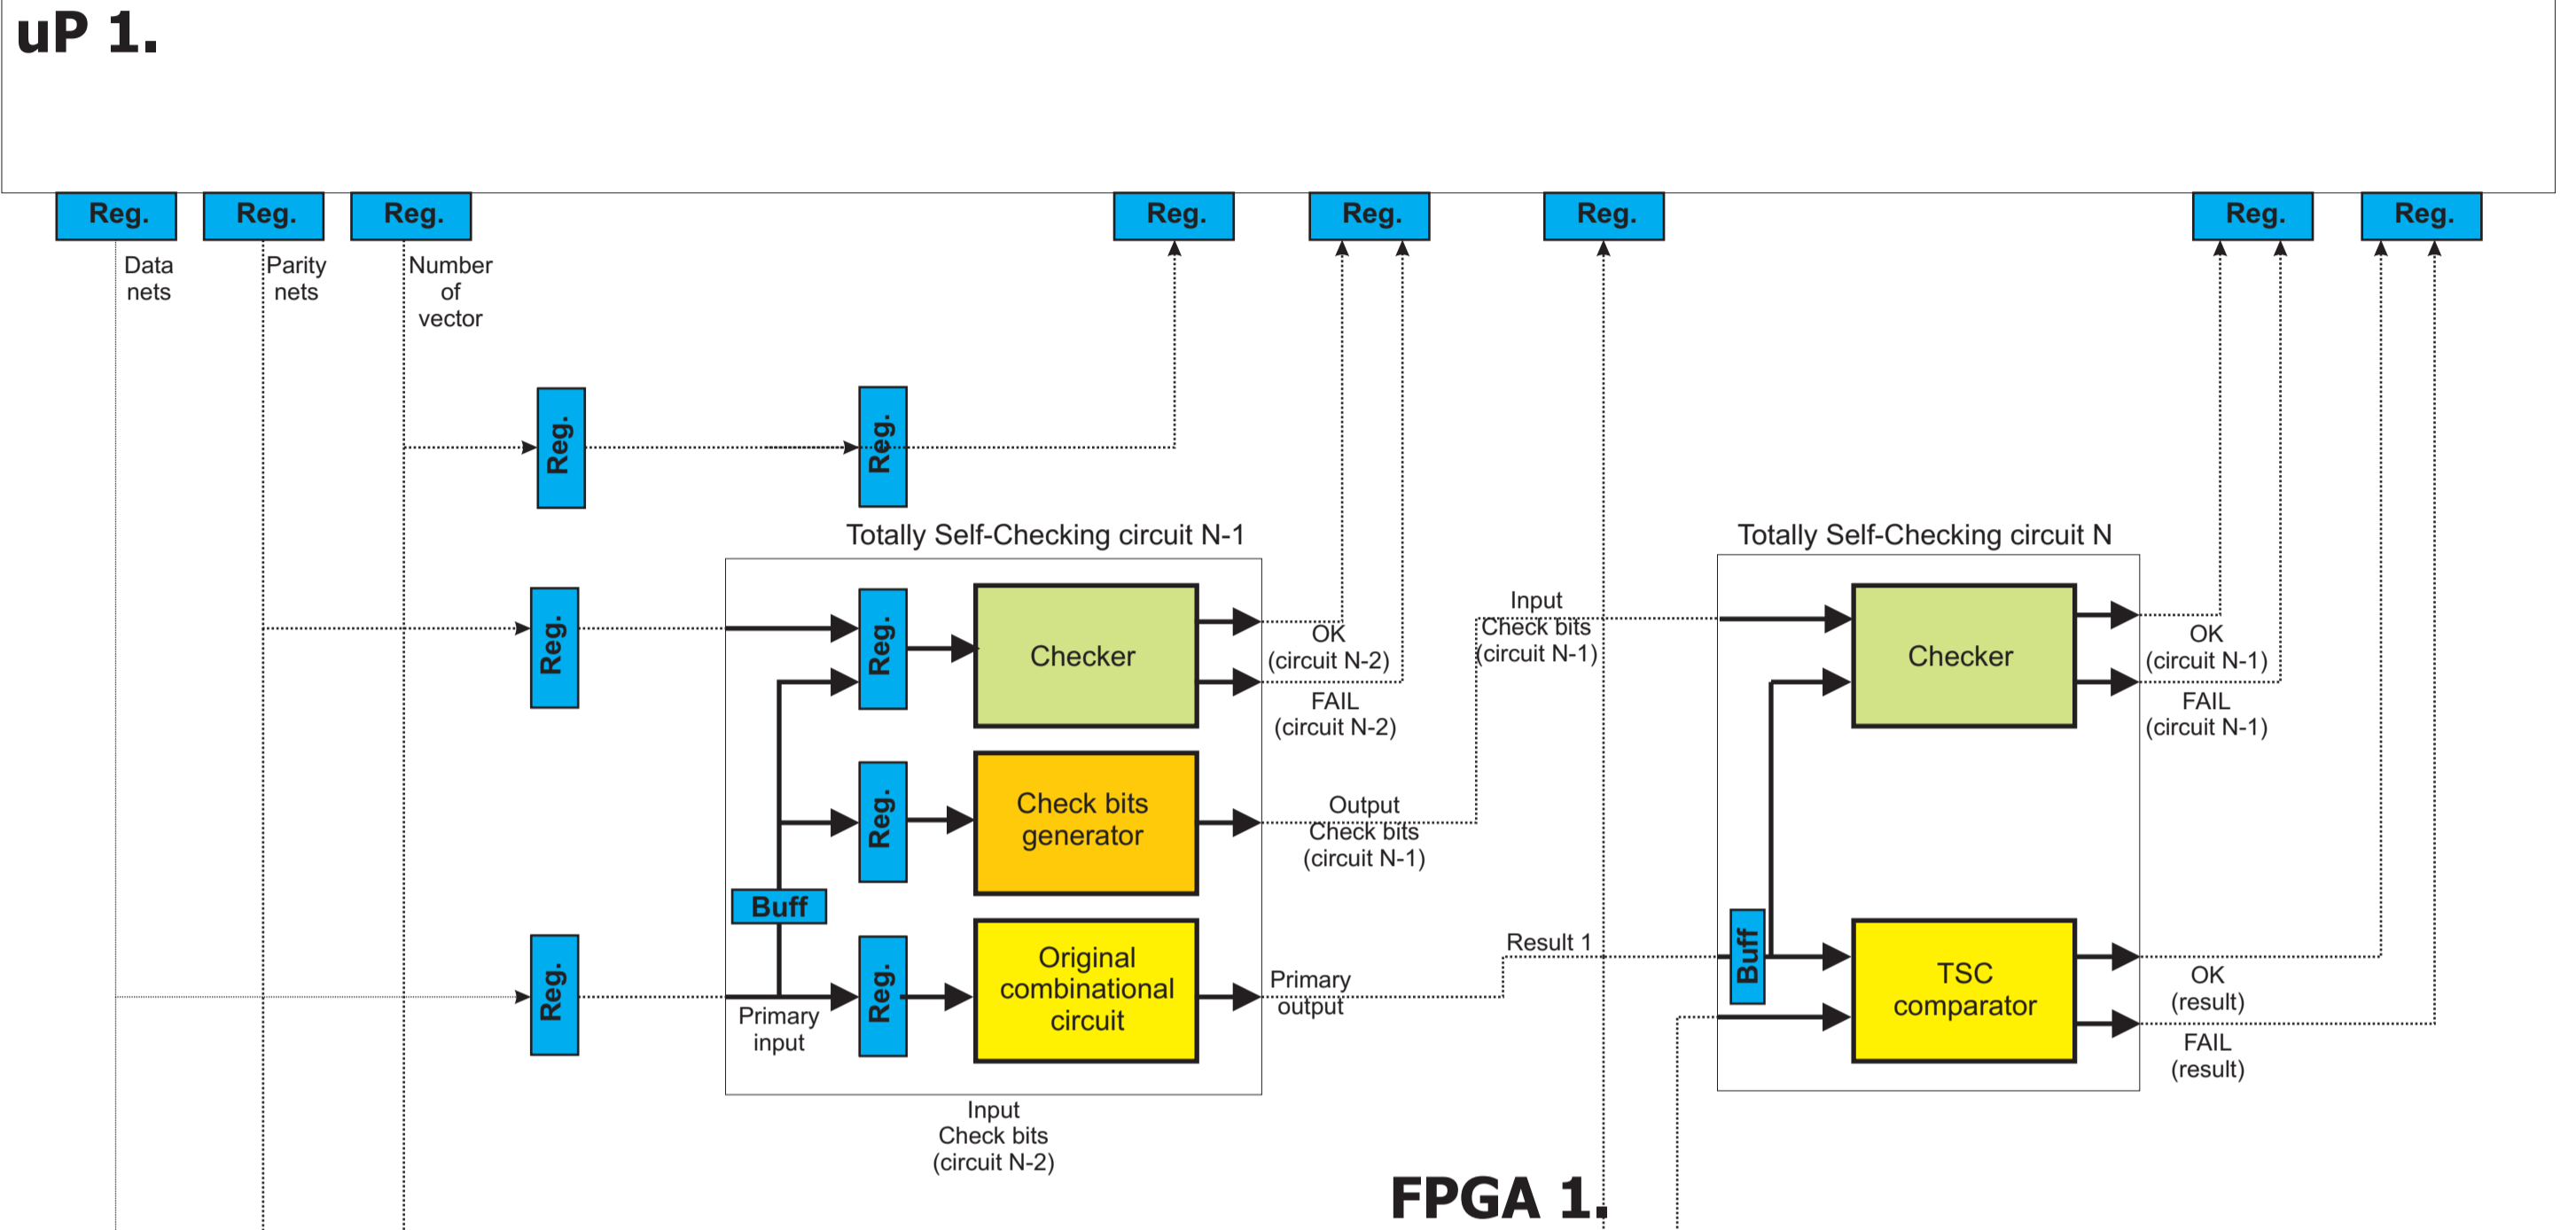 uP 1.
Reg.
Reg.
Reg.
Reg.
Reg.
Reg.
Reg.
Reg.
Data
nets
Parity
nets
Number
of
vector
Reg.
Reg.
Totally Self-Checking circuit N-1
Totally Self-Checking circuit N
Reg.
Reg.
Checker
OK
(circuit N-2)
FAIL
(circuit N-2)
Input
Check bits
(circuit N-1)
Checker
OK
(circuit N-1)
FAIL
(circuit N-1)
Reg.
Check bits
generator
Output
Check bits
(circuit N-1)
Buff
Reg.
Primary
input
Reg.
Original
combinational
circuit
Primary
output
Result 1
Buff
TSC
comparator
OK
(result)
FAIL
(result)
Input
Check bits
(circuit N-2)
FPGA 1.